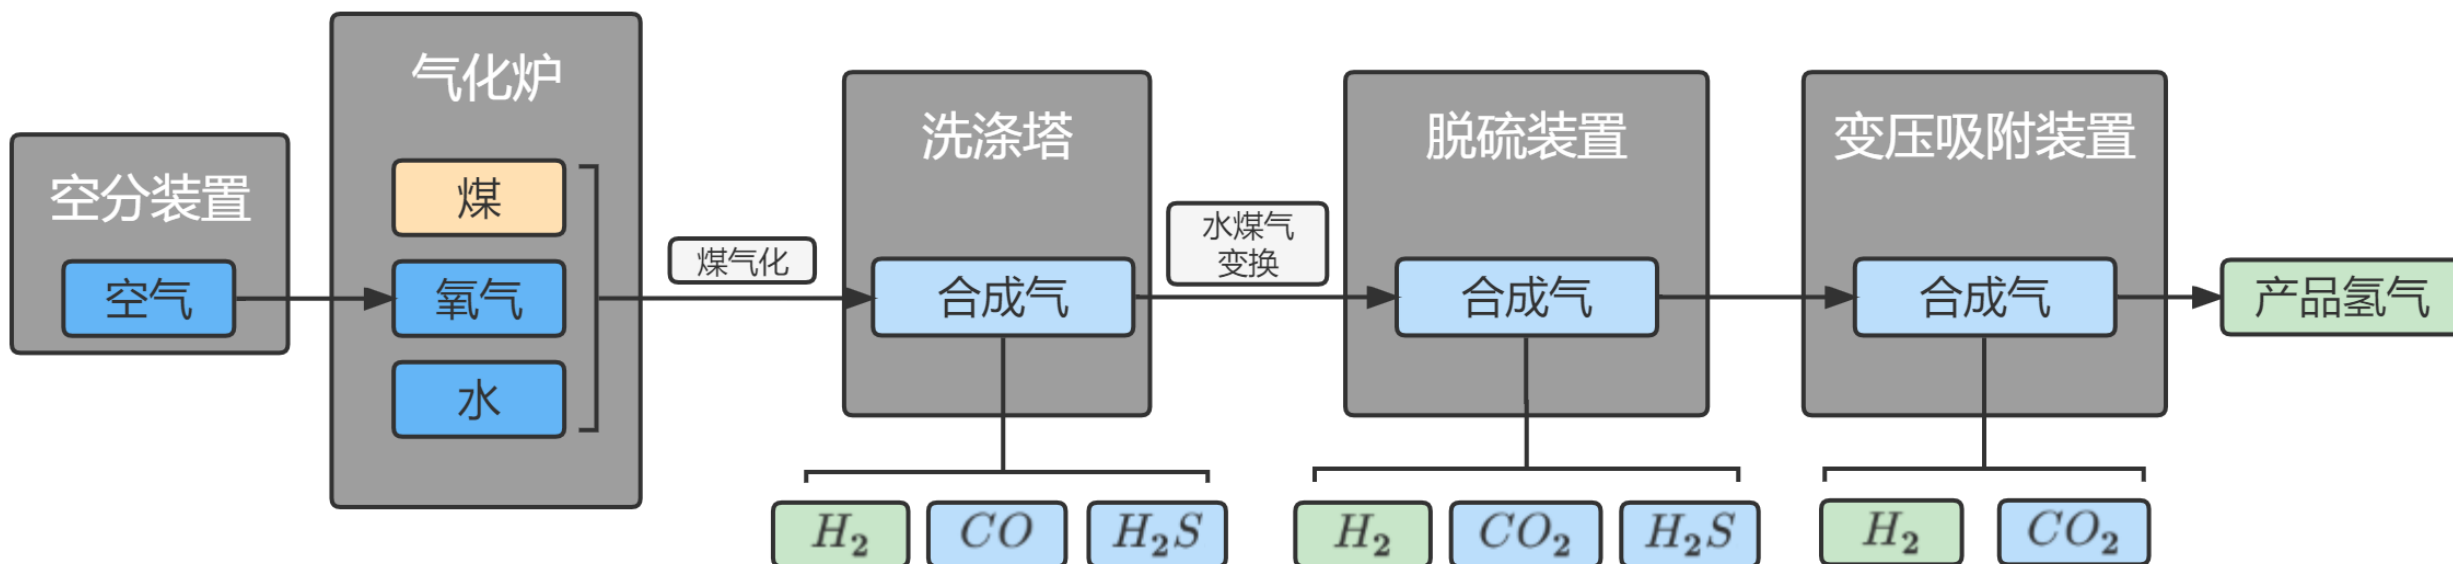 空分装置
空气
气化炉
煤
氧气
水
煤气化
洗涤塔
合成气
H₂
CO
H₂S
水煤气
变换
脱硫装置
合成气
H₂
CO₂
H₂S
变压吸附装置
合成气
H₂
CO₂
产品氢气